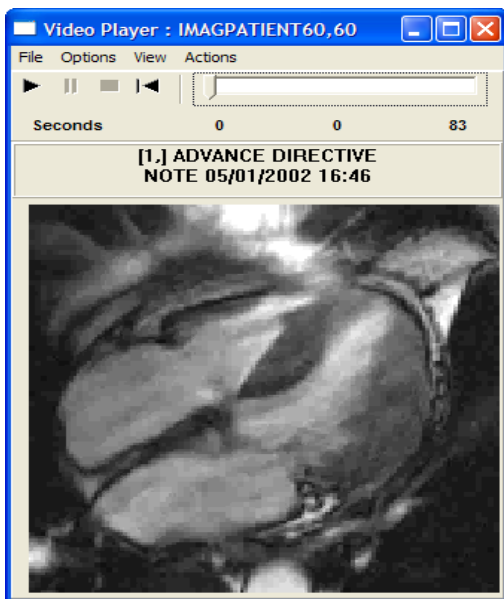 Video Player : IMAGPATIENT60,60
File Options View Actions
Seconds 0 0 83
[1,] ADVANCE DIRECTIVE
NOTE 05/01/2002 16:46